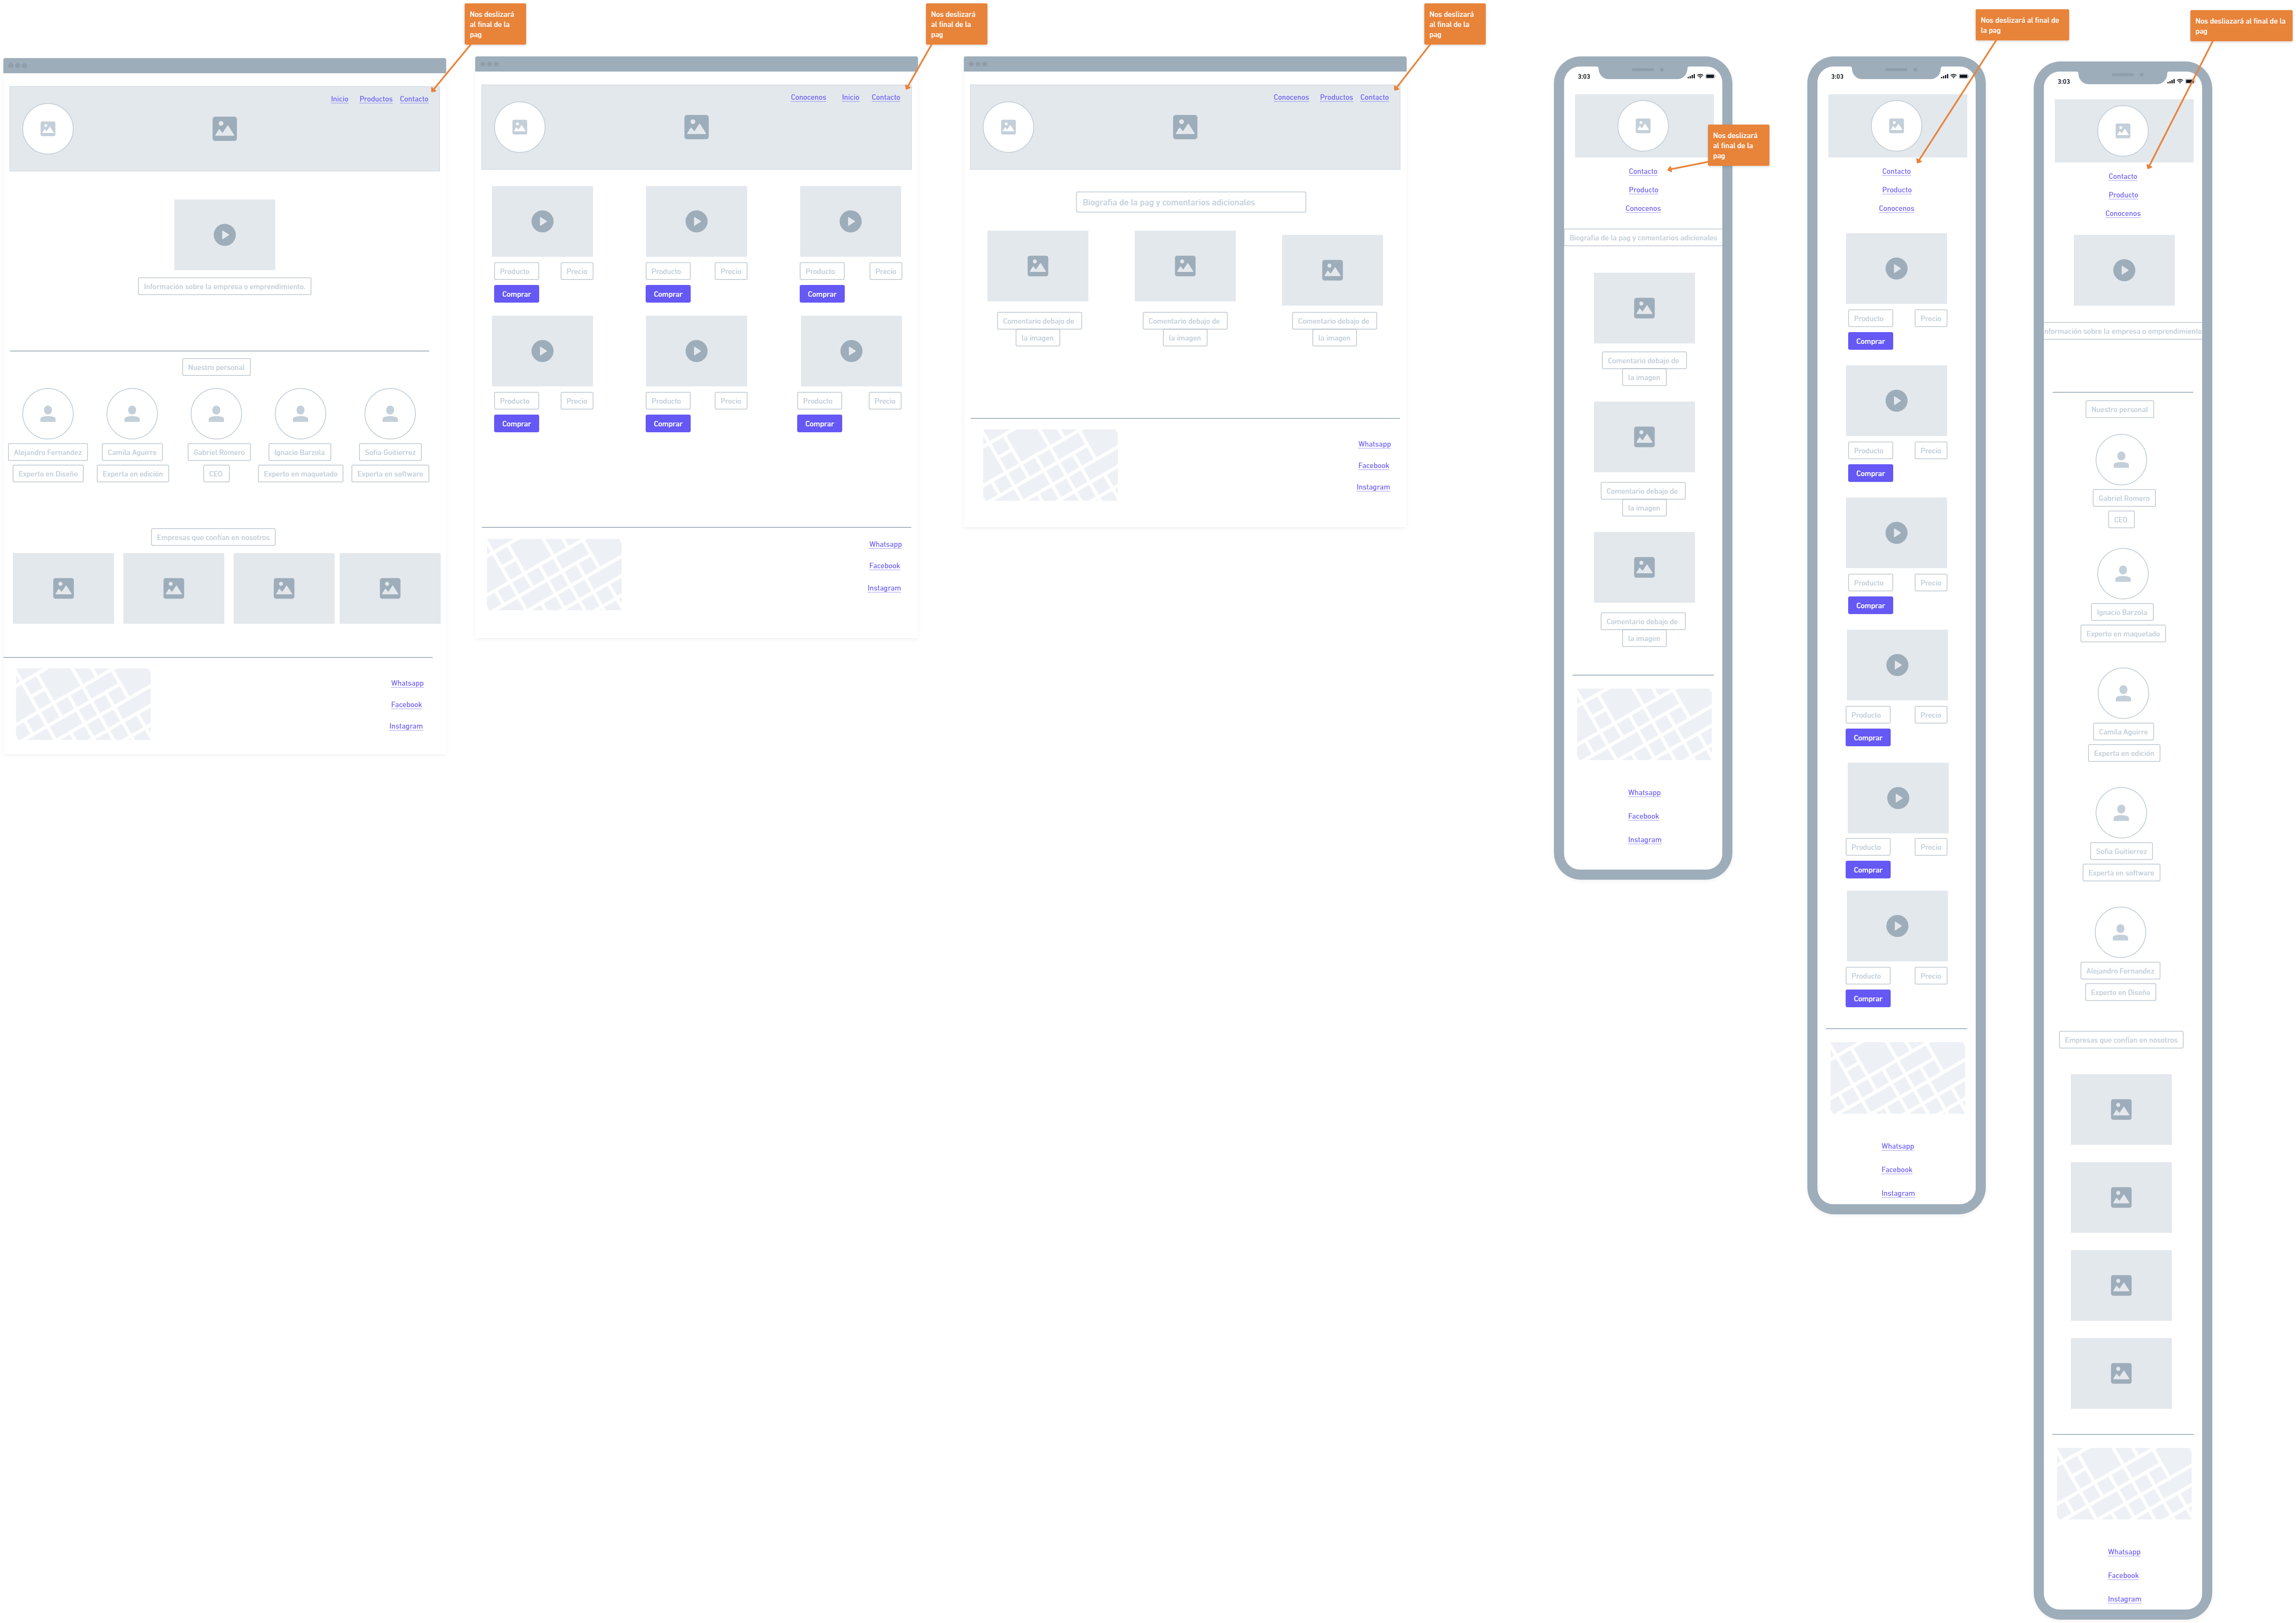 Nos deslizará
al final de la
pag
Inicio Productos Contacto
Información sobre la empresa o emprendimiento.
Nuestro personal
Alejandro Fernandez Camila Aguirre Gabriel Romero Ignacio Barzola Sofia Guitierrez
Experto en Diseño Experta en edición CEO Experto en maquetado Experta en software
Empresas que confian en nosotros
Whatsapp
Facebook
Instagram
Nos deslizará
al final de la
pag
Conocenos Inicio Contacto
Producto Precio Producto Precio Producto Precio
Comprar Comprar Comprar
Producto Precio Producto Precio Producto Precio
Comprar Comprar Comprar
Whatsapp
Facebook
Instagram
Nos deslizará
al final de la
pag
Conocenos Productos Contacto
Biografia de la pag y comentarios adicionales
Comentario debajo de Comentario debajo de Comentario debajo de
la imagen la imagen la imagen
Whatsapp
Facebook
Instagram
3:03
Nos deslizará
al final de la
pag
Contacto
Producto
Conocenos
Biografia de la pag y comentarios adicionales
Comentario debajo de
la imagen
Comentario debajo de
la imagen
Comentario debajo de
la imagen
Whatsapp
Facebook
Instagram
Nos deslizará al final de
la pag
3:03
Contacto
Producto
Conocenos
Producto Precio
Comprar
Producto Precio
Comprar
Producto Precio
Comprar
Producto Precio
Comprar
Producto Precio
Comprar
Producto Precio
Comprar
Whatsapp
Facebook
Instagram
Nos desliazará al final de la
pag
3:03
Contacto
Producto
Conocenos
nformación sobre la empresa o emprendimiento
Nuestro personal
Gabriel Romero
CEO
Ignacio Barzola
Experto en maquetado
Camila Aguirre
Experta en edición
Sofia Guitierrez
Experta en software
Alejandro Fernandez
Experto en Diseño
Empresas que confian en nosotros
Whatsapp
Facebook
Instagram